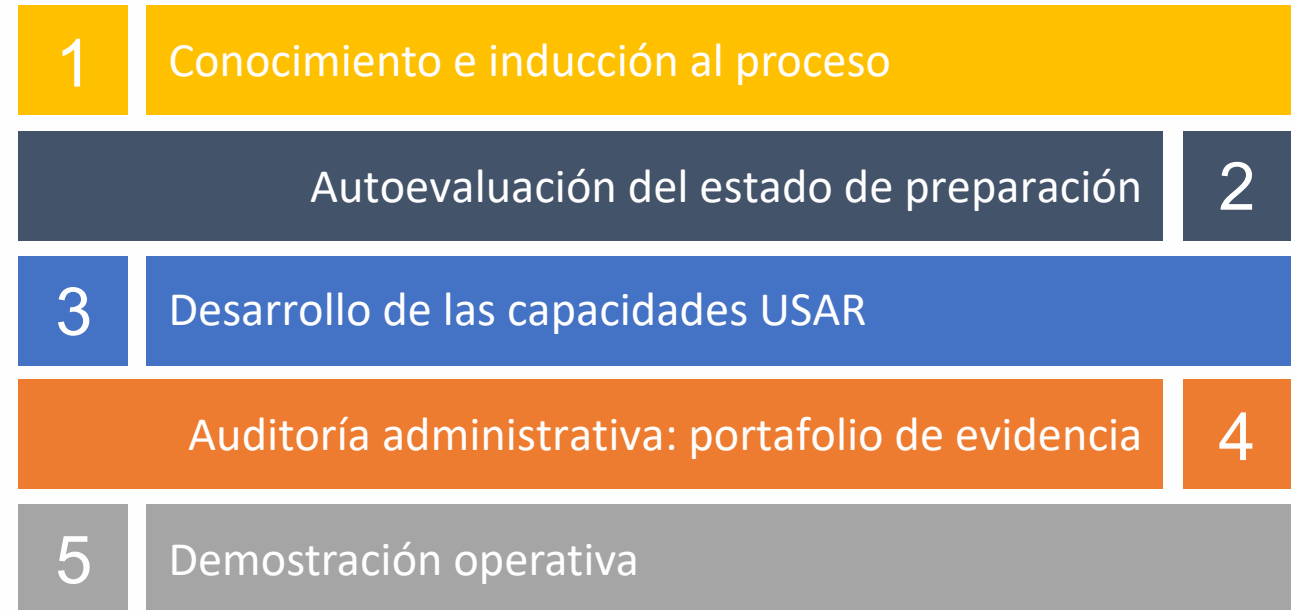 1 Conocimiento e inducción al proceso
Autoevaluación del estado de preparación 2
3 Desarrollo de las capacidades USAR
Auditoría administrativa: portafolio de evidencia 4
5 Demostración operativa